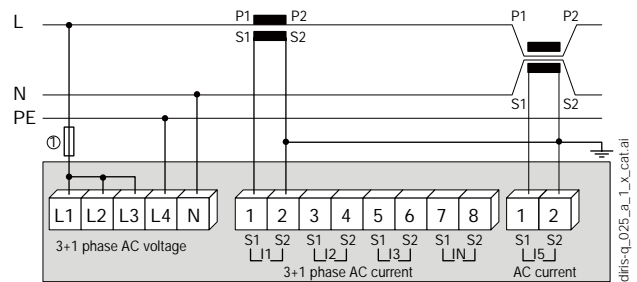 P1 P2 P1 P2
L
S1 S2
N
S1 S2
PE
①
L1 L2 L3 L4 N 1 2 3 4 5 6 7 8 1 2
S1 S2 S1 S2 S1 S2 S1 S2 S1 S2
I1 I2 I3 IN I5
3+1 phase AC voltage 3+1 phase AC current AC current
diris-q_025_a_1_x_cat.ai